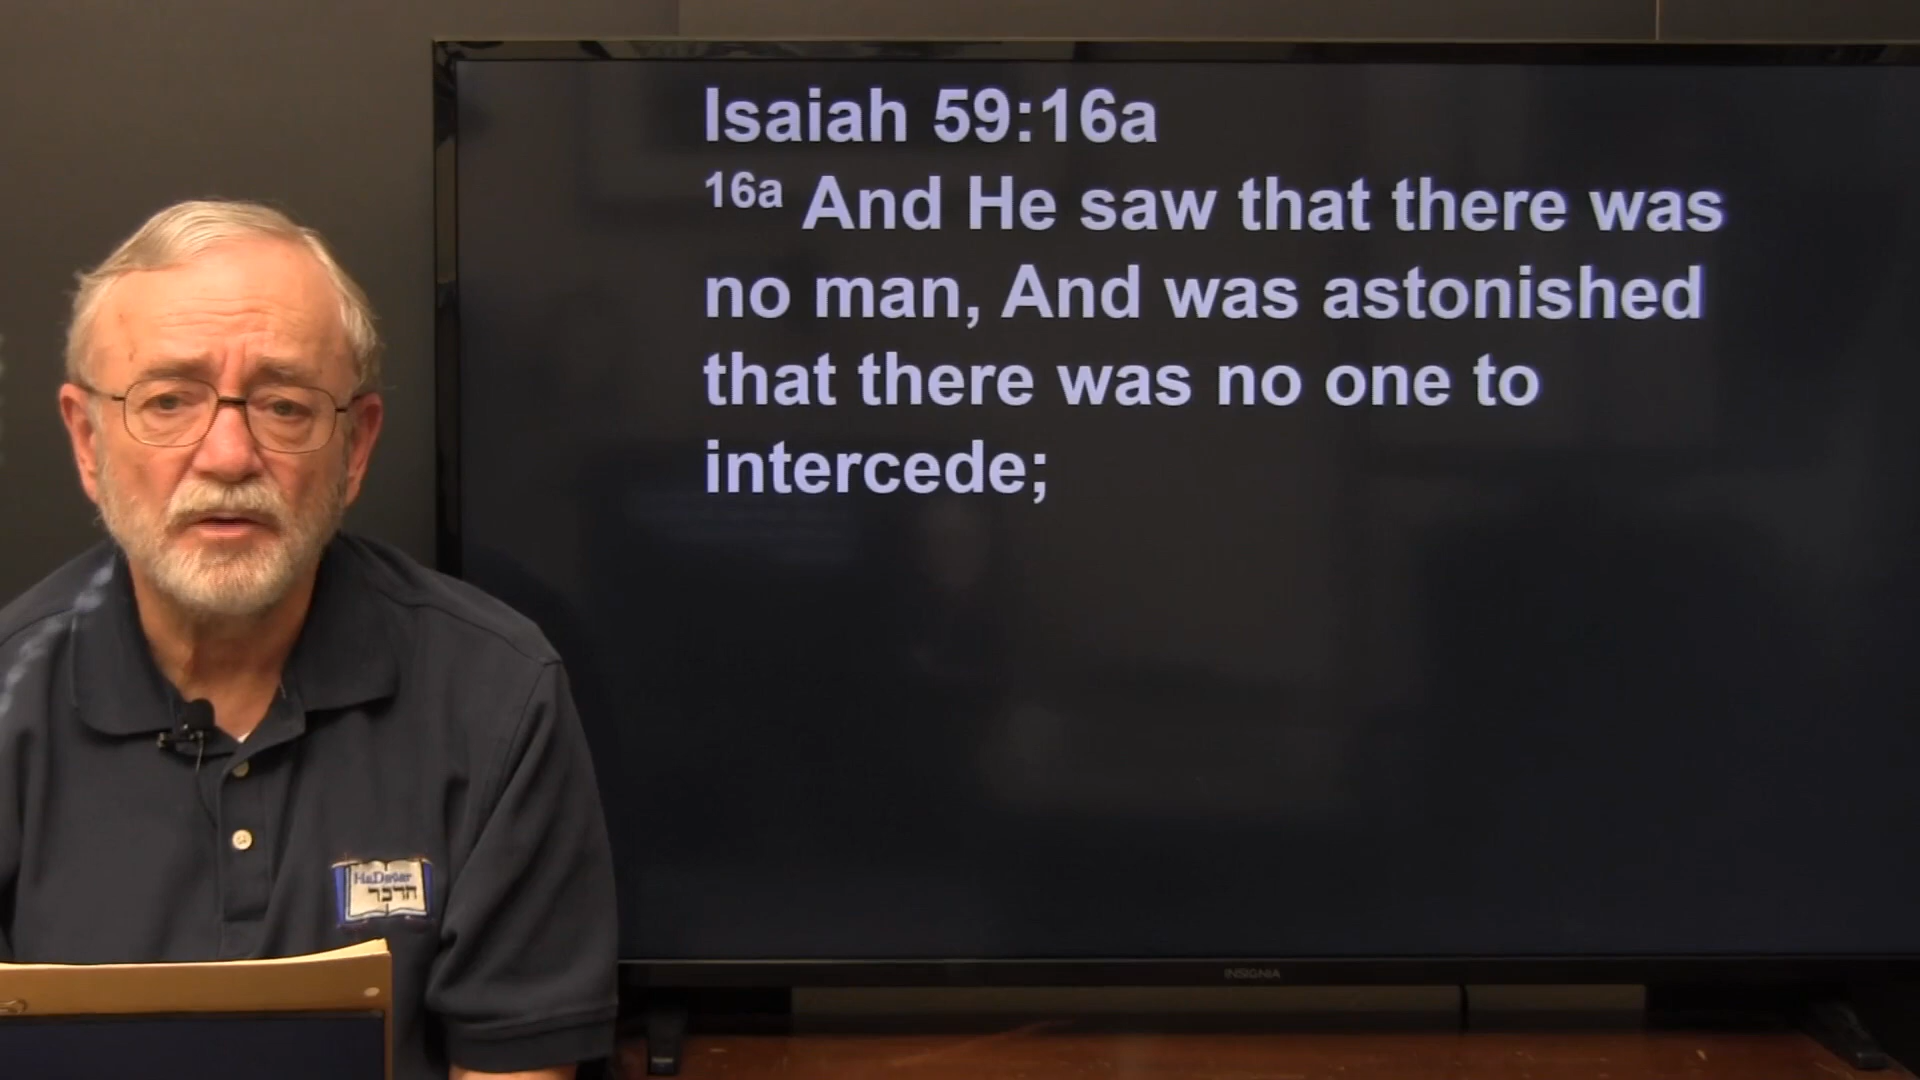 Isaiah 59:16a
16a And He saw that there was
no man, And was astonished
that there was no one to
intercede;
HaDavar
הדבר
INSIGNIA